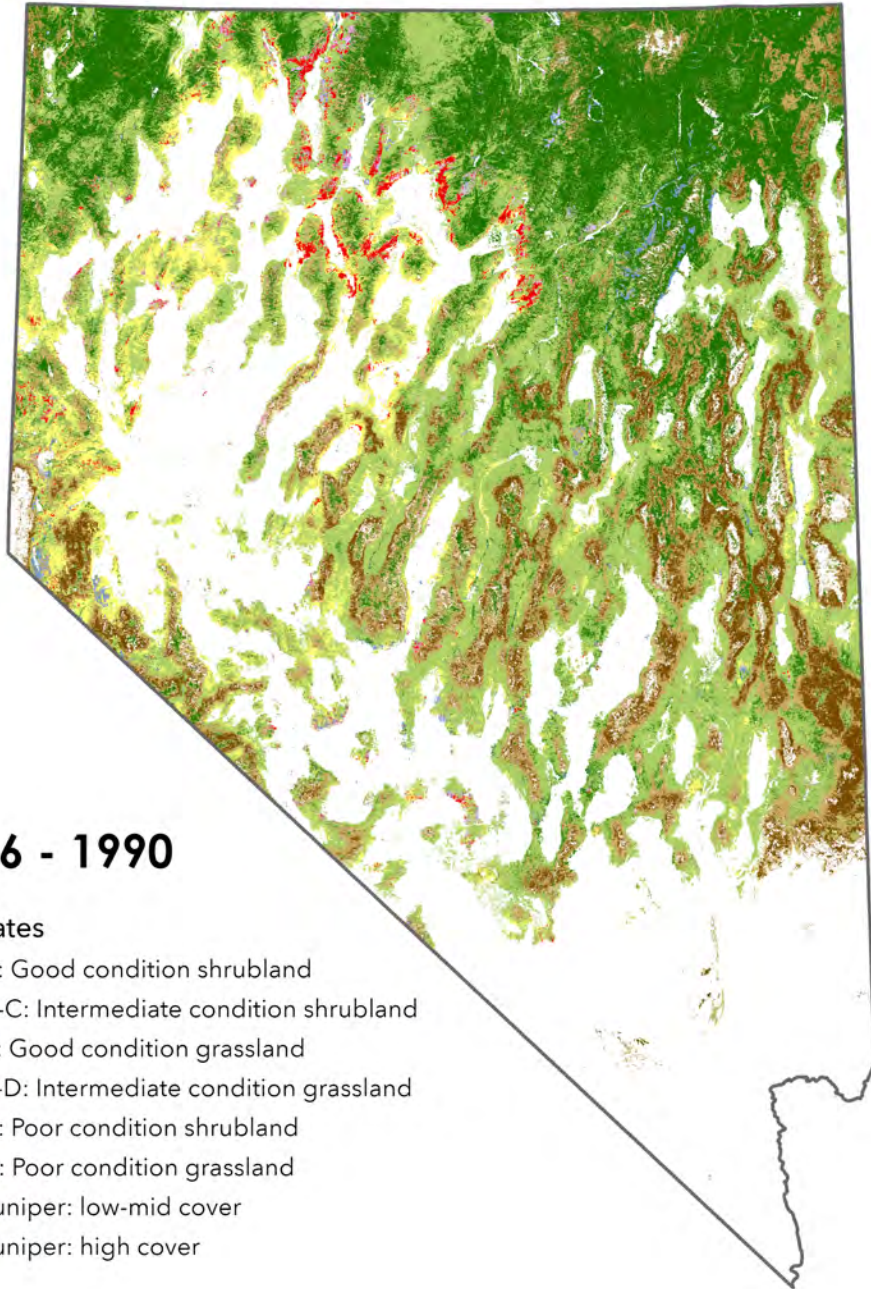 6 - 1990
ates
: Good condition shrubland
-C: Intermediate condition shrubland
: Good condition grassland
-D: Intermediate condition grassland
: Poor condition shrubland
: Poor condition grassland
uniper: low-mid cover
uniper: high cover